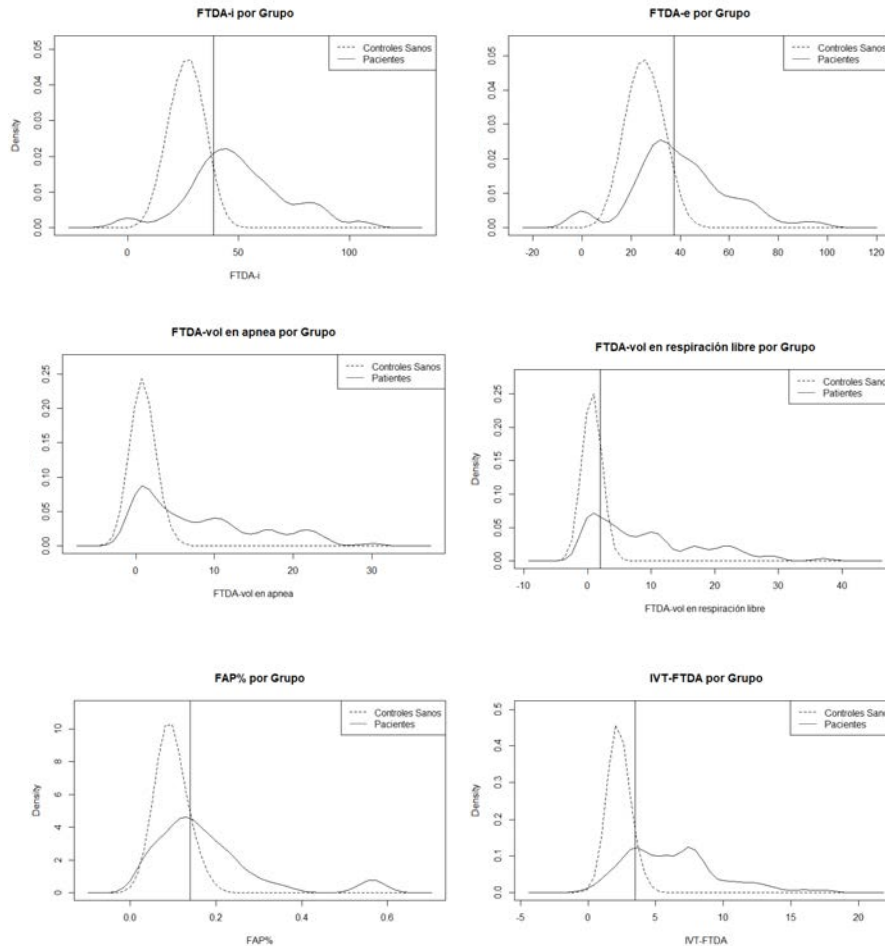 FTDA-i por Grupo
Controles Sanos
Pacientes
Density
0.00 0.01 0.02 0.03 0.04 0.05
0 50 100
FTDA-i
FTDA-e por Grupo
Controles Sanos
Pacientes
0.00 0.01 0.02 0.03 0.04 0.05
-20 0 20 40 60 80 100 120
FTDA-vol en apnea por Grupo
Controles Sanos
Patientes
0.00 0.05 0.10 0.15 0.20 0.25
0 10 20 30
FTDA-vol en apnea
FTDA-vol en respiración libre por Grupo
Controles Sano
Pacientes
Density
0.00 0.05 0.10 0.15 0.20 0.25
-10 0 10 20 30 40
FTDA-vol en respiración libre
FAP% por Grupo
Controles Sanos
Pacientes
Density
0 2 4 6 8 10
0.0 0.2 0.4 0.6
FAP%
IVT-FTDA por Grupo
Controles Sano
Pacientes
Density
0.0 0.1 0.2 0.3 0.4 0.5
-5 0 5 10 15 20
IVT-FTDA